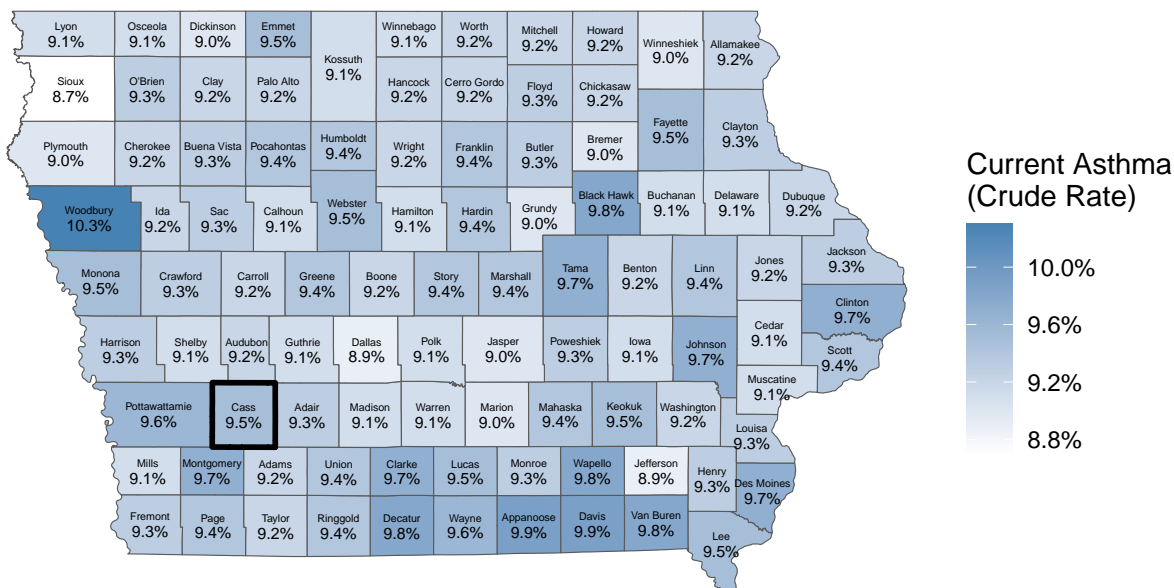 Lyon
9.1%
Osceola
9.1%
Dickinson
9.0%
Emmet
9.5%
Kossuth
9.1%
Winnebago
9.1%
Worth
9.2%
Mitchell
9.2%
Howard
9.2%
Winneshiek
9.0%
Allamakee
9.2%
Sioux
8.7%
O'Brien
9.3%
Clay
9.2%
Palo Alto
9.2%
Hancock
9.2%
Cerro Gordo
9.2%
Floyd
9.3%
Chickasaw
9.2%
Fayette
9.5%
Clayton
9.3%
Plymouth
9.0%
Cherokee
9.2%
Buena Vista
9.3%
Pocahontas
9.4%
Humboldt
9.4%
Wright
9.2%
Franklin
9.4%
Butler
9.3%
Bremer
9.0%
Woodbury
10.3%
Ida
9.2%
Sac
9.3%
Calhoun
9.1%
Webster
9.5%
Hamilton
9.1%
Hardin
9.4%
Grundy
9.0%
Black Hawk
9.8%
Buchanan
9.1%
Delaware
9.1%
Dubuque
9.2%
Monona
9.5%
Crawford
9.3%
Carroll
9.2%
Greene
9.4%
Boone
9.2%
Story
9.4%
Marshall
9.4%
Tama
9.7%
Benton
9.2%
Linn
9.4%
Jones
9.2%
Jackson
9.3%
Clinton
9.7%
Harrison
9.3%
Shelby
9.1%
Audubon
9.2%
Guthrie
9.1%
Dallas
8.9%
Polk
9.1%
Jasper
9.0%
Poweshiek
9.3%
Iowa
9.1%
Johnson
9.7%
Cedar
9.1%
Scott
9.4%
Muscatine
9.1%
Pottawattamie
9.6%
Cass
9.5%
Adair
9.3%
Madison
9.1%
Warren
9.1%
Marion
9.0%
Mahaska
9.4%
Keokuk
9.5%
Washington
9.2%
Louisa
9.3%
Mills
9.1%
Montgomery
9.7%
Adams
9.2%
Union
9.4%
Clarke
9.7%
Lucas
9.5%
Monroe
9.3%
Wapello
9.8%
Jefferson
8.9%
Henry
9.3%
Des Moines
9.7%
Fremont
9.3%
Page
9.4%
Taylor
9.2%
Ringgold
9.4%
Decatur
9.8%
Wayne
9.6%
Appanoose
9.9%
Davis
9.9%
Van Buren
9.8%
Lee
9.5%
Current Asthma
(Crude Rate)
10.0%
9.6%
9.2%
8.8%